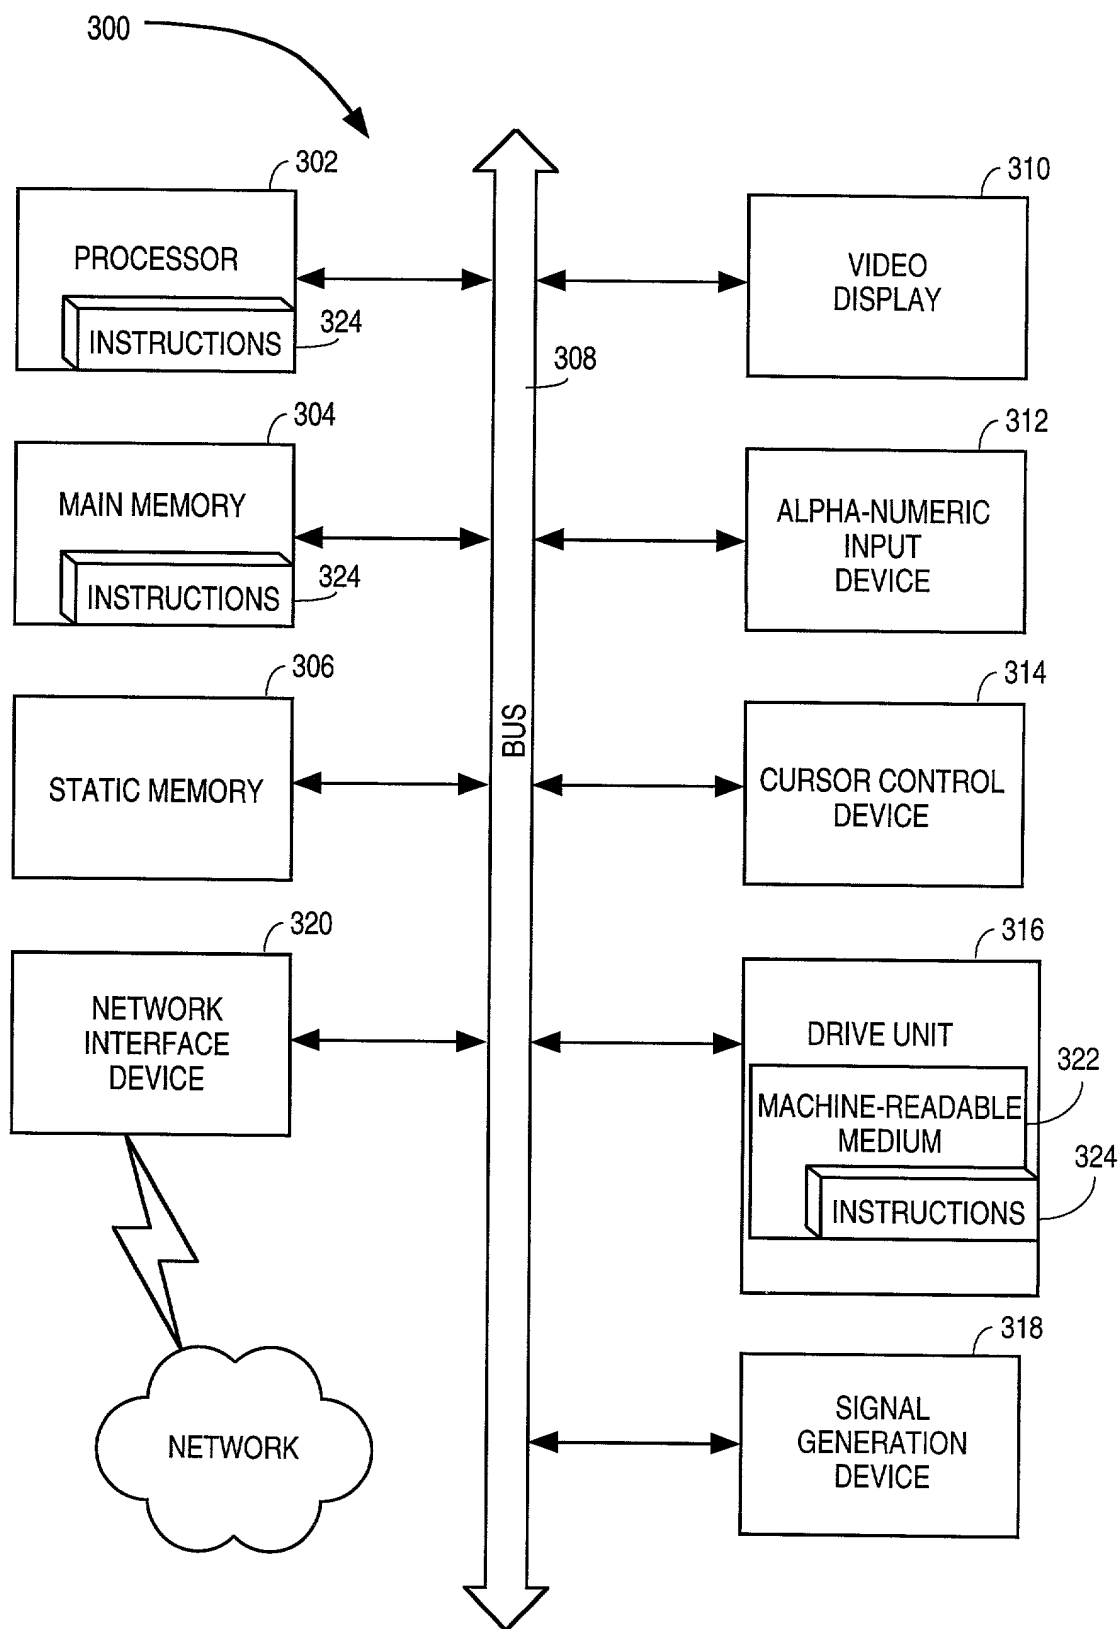 300
302
PROCESSOR
INSTRUCTIONS
324
304
MAIN MEMORY
INSTRUCTIONS
324
306
STATIC MEMORY
320
NETWORK
INTERFACE
DEVICE
NETWORK
308
BUS
310
VIDEO
DISPLAY
312
ALPHA-NUMERIC
INPUT
DEVICE
314
CURSOR CONTROL
DEVICE
316
DRIVE UNIT
322
MACHINE-READABLE
MEDIUM
324
INSTRUCTIONS
318
SIGNAL
GENERATION
DEVICE